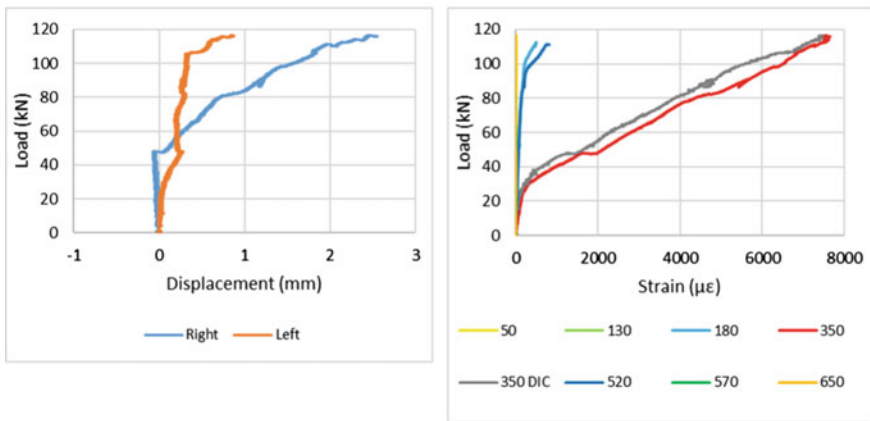 Load (kN)
120
100
80
60
40
20
0
-1 0 1 2 3
Displacement (mm)
Right Left
Load (kN)
120
100
80
60
40
20
0
0 2000 4000 6000 8000
Strain (με)
50 130 180 350
350 DIC 520 570 650